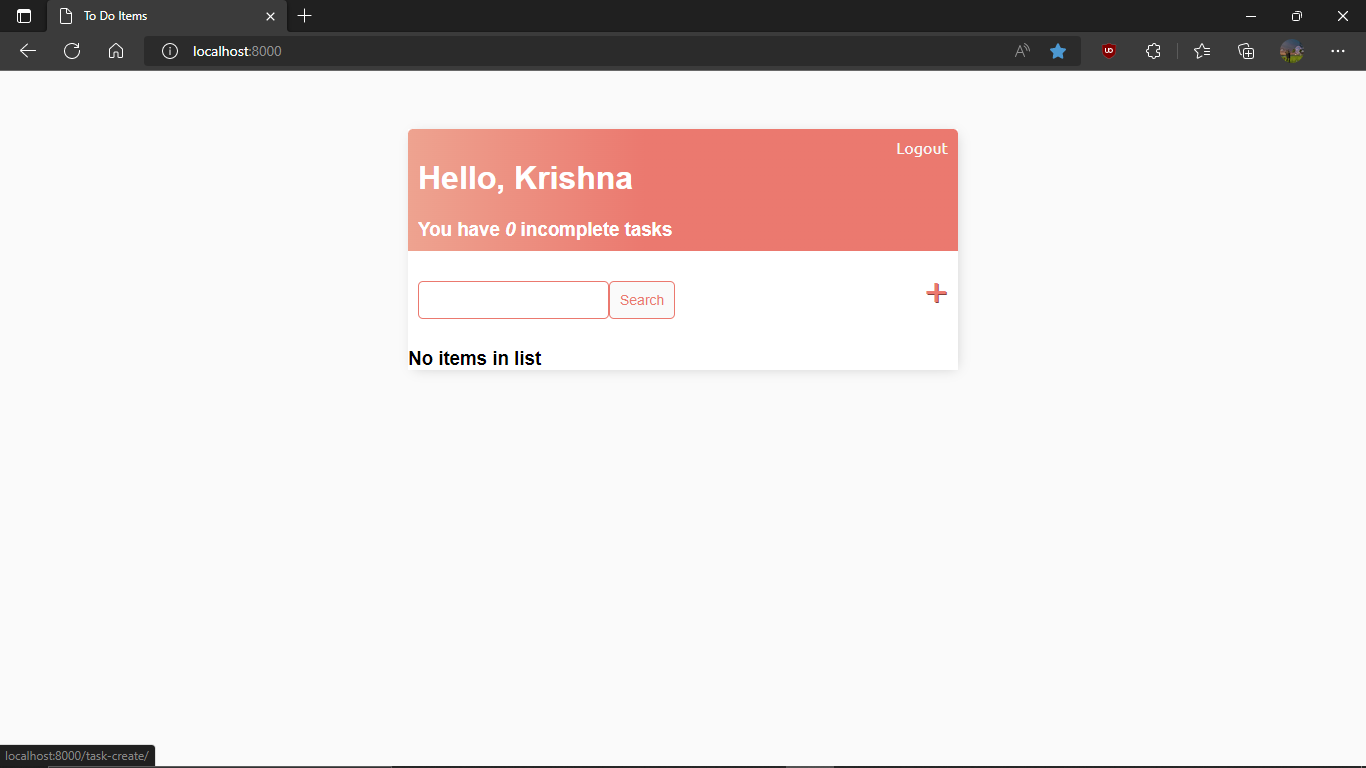 To Do Items
localhost:8000
Logout
Hello, Krishna
You have 0 incomplete tasks
Search
No items in list
localhost:8000/task-create/